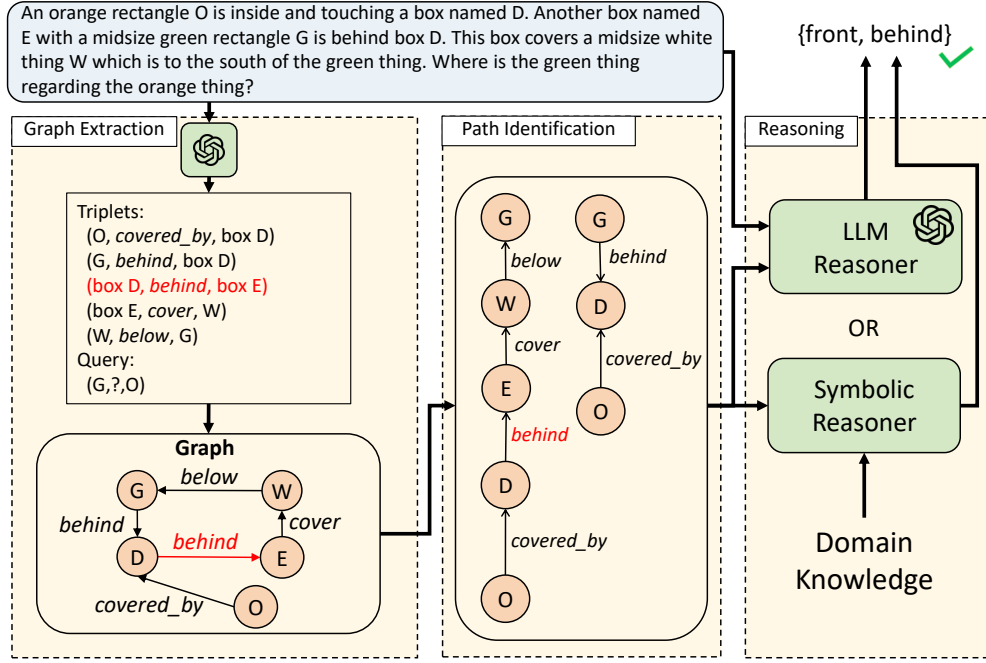 An orange rectangle O is inside and touching a box named D. Another box named
E with a midsize green rectangle G is behind box D. This box covers a midsize white
thing W which is to the south of the green thing. Where is the green thing
regarding the orange thing?
{front, behind}
Graph Extraction
Triplets:
(O, covered_by, box D)
(G, behind, box D)
(box D, behind, box E)
(box E, cover, W)
(W, below, G)
Query:
(G,?,O)
Graph
G
below
W
behind
behind
cover
D
E
covered_by
O
Path Identification
G
below
W
cover
E
behind
D
covered_by
O
G
behind
D
covered_by
O
Reasoning
LLM
Reasoner
OR
Symbolic
Reasoner
Domain
Knowledge